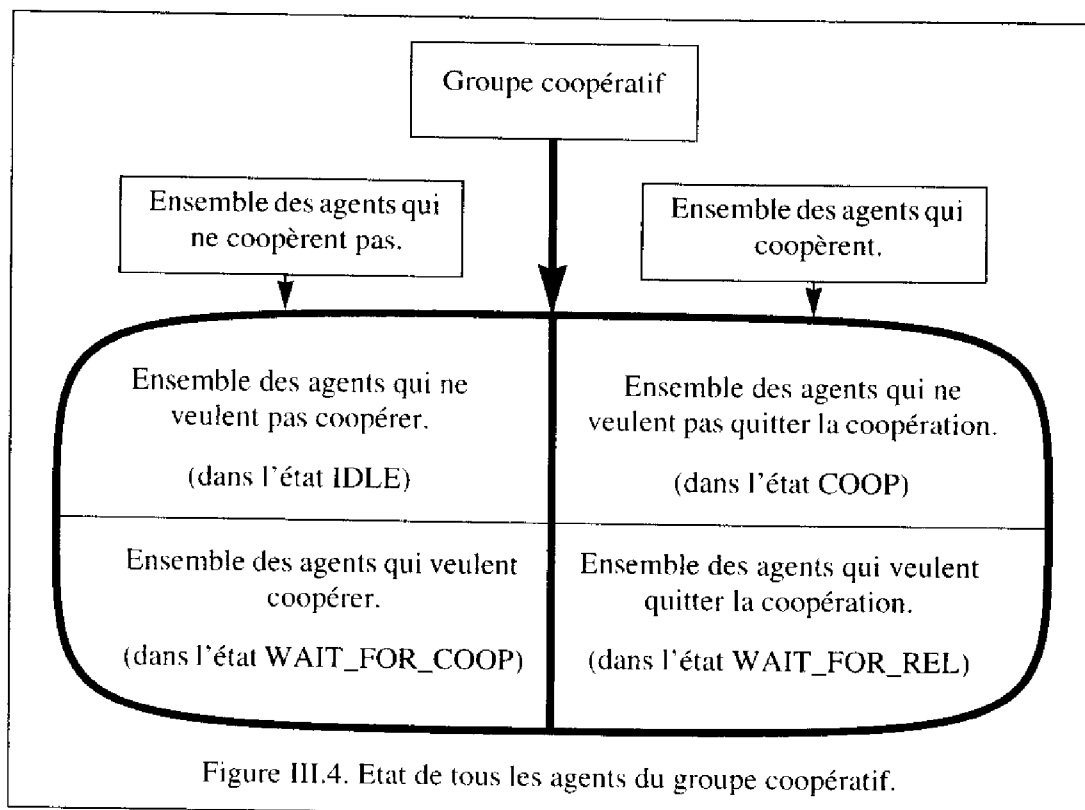 Groupe coopératif
Ensemble des agents qui
ne coopèrent pas.
Ensemble des agents qui
coopèrent.
Ensemble des agents qui ne
veulent pas coopérer.
(dans l'état IDLE)
Ensemble des agents qui ne
veulent pas quitter la coopération.
(dans l'état COOP)
Ensemble des agents qui veulent
coopérer.
(dans l'état WAIT_FOR_COOP)
Ensemble des agents qui veulent
quitter la coopération.
(dans l'état WAIT_FOR_REL)
Figure III.4. Etat de tous les agents du groupe coopératif.